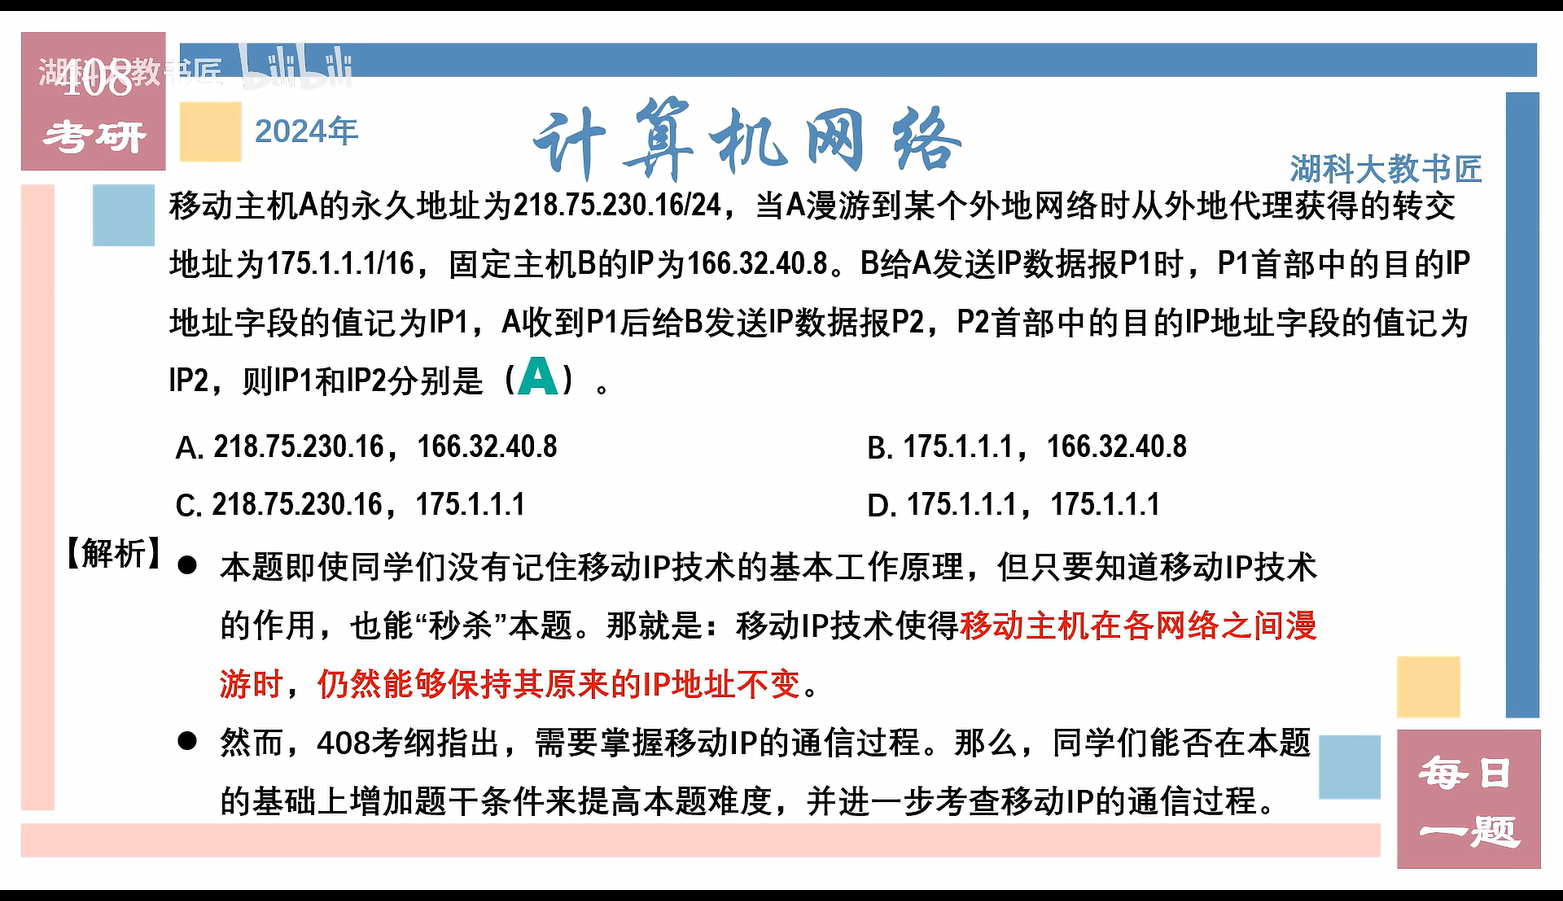 湖科大教书匠 bilibili
408
考研
2024年
计算机网络
湖科大教书匠
移动主机A的永久地址为218.75.230.16/24，当A漫游到某个外地网络时从外地代理获得的转交
地址为175.1.1.1/16，固定主机B的IP为166.32.40.8。B给A发送IP数据报P1时，P1首部中的目的IP
地址字段的值记为IP1，A收到P1后给B发送IP数据报P2，P2首部中的目的IP地址字段的值记为
IP2，则IP1和IP2分别是（A）。
A. 218.75.230.16，166.32.40.8
B. 175.1.1.1，166.32.40.8
C. 218.75.230.16，175.1.1.1
D. 175.1.1.1，175.1.1.1
【解析】
● 本题即使同学们没有记住移动IP技术的基本工作原理，但只要知道移动IP技术
的作用，也能“秒杀”本题。那就是：移动IP技术使得移动主机在各网络之间漫
游时，仍然能够保持其原来的IP地址不变。
● 然而，408考纲指出，需要掌握移动IP的通信过程。那么，同学们能否在本题
的基础上增加题干条件来提高本题难度，并进一步考查移动IP的通信过程。
每日
一题